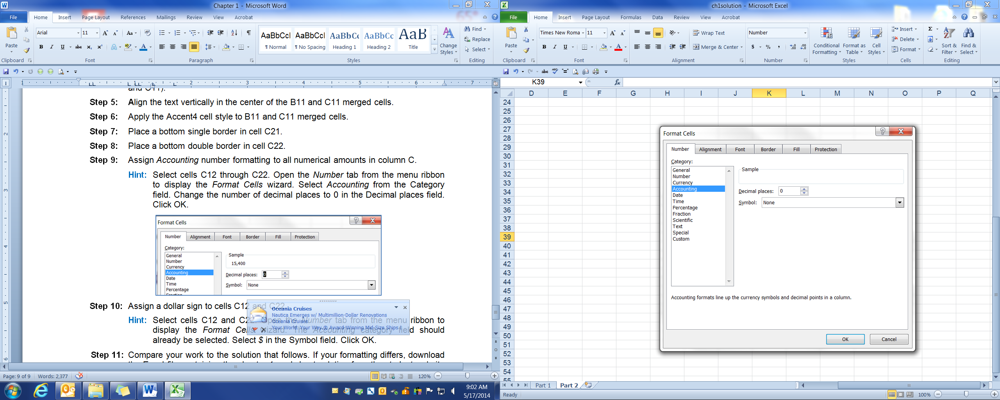 Chapter 1 - Microsoft Word
File Home Insert Page Layout References Mailings Review View Acrobat
Arial 11
Paste
AaBbCcI AaBbCcI AaBbCc AaBbCc AaB
¶ Normal ¶ No Spacing Heading 1 Heading 2 Title
Change Styles
Find
Replace
Select
Clipboard Font Paragraph Styles Editing
1 1 2 3 4 5 6 7
and C11).
Step 5: Align the text vertically in the center of the B11 and C11 merged cells.
Step 6: Apply the Accent4 cell style to B11 and C11 merged cells.
Step 7: Place a bottom single border in cell C21.
Step 8: Place a bottom double border in cell C22.
Step 9: Assign Accounting number formatting to all numerical amounts in column C.
Hint: Select cells C12 through C22. Open the Number tab from the menu ribbon
to display the Format Cells wizard. Select Accounting from the Category
field. Change the number of decimal places to 0 in the Decimal places field.
Click OK.
Format Cells
Number Alignment Font Border Fill Protection
Category:
General
Number
Currency
Accounting
Date
Time
Percentage
Fraction
Sample
15,400
Decimal places: 0
Symbol: None
Step 10: Assign a dollar sign to cells C12 and C22.
Hint: Select cells C12 and C22. Open the Number tab from the menu ribbon to
display the Format Cells wizard. The Accounting category field should
already be selected. Select $ in the Symbol field. Click OK.
Oceania Cruises
Nautica Emerges w/ Multimillion-Dollar Renovations
Oceania Cruises
Your World. Your Way.® Award-Winning Mid-Size Ships
Step 11: Compare your work to the solution that follows. If your formatting differs, download
2
3
4
5
6
Page: 9 of 9 Words: 2,377 120%
9:02 AM
5/17/2014
ch1solution - Microsoft Excel
File Home Insert Page Layout Formulas Data Review View Acrobat
Times New Roma 11
Paste
Wrap Text
Merge & Center
Number
$ % ,
Conditional Formatting
Format as Table
Cell Styles
Insert
Delete
Format
Sort & Filter
Find & Select
Clipboard Font Alignment Number Styles Cells Editing
K39 fx
D E F G H I J K L M N O P Q
24
25
26
27
28
29
30
31
32
33
34
35
36
37
38
39
40
41
42
43
44
45
46
47
48
49
50
51
52
53
54
55
Format Cells
Number Alignment Font Border Fill Protection
Category:
General
Number
Currency
Accounting
Date
Time
Percentage
Fraction
Scientific
Text
Special
Custom
Sample
Decimal places: 0
Symbol: None
Accounting formats line up the currency symbols and decimal points in a column.
OK Cancel
Part 1 Part 2
Ready 100%